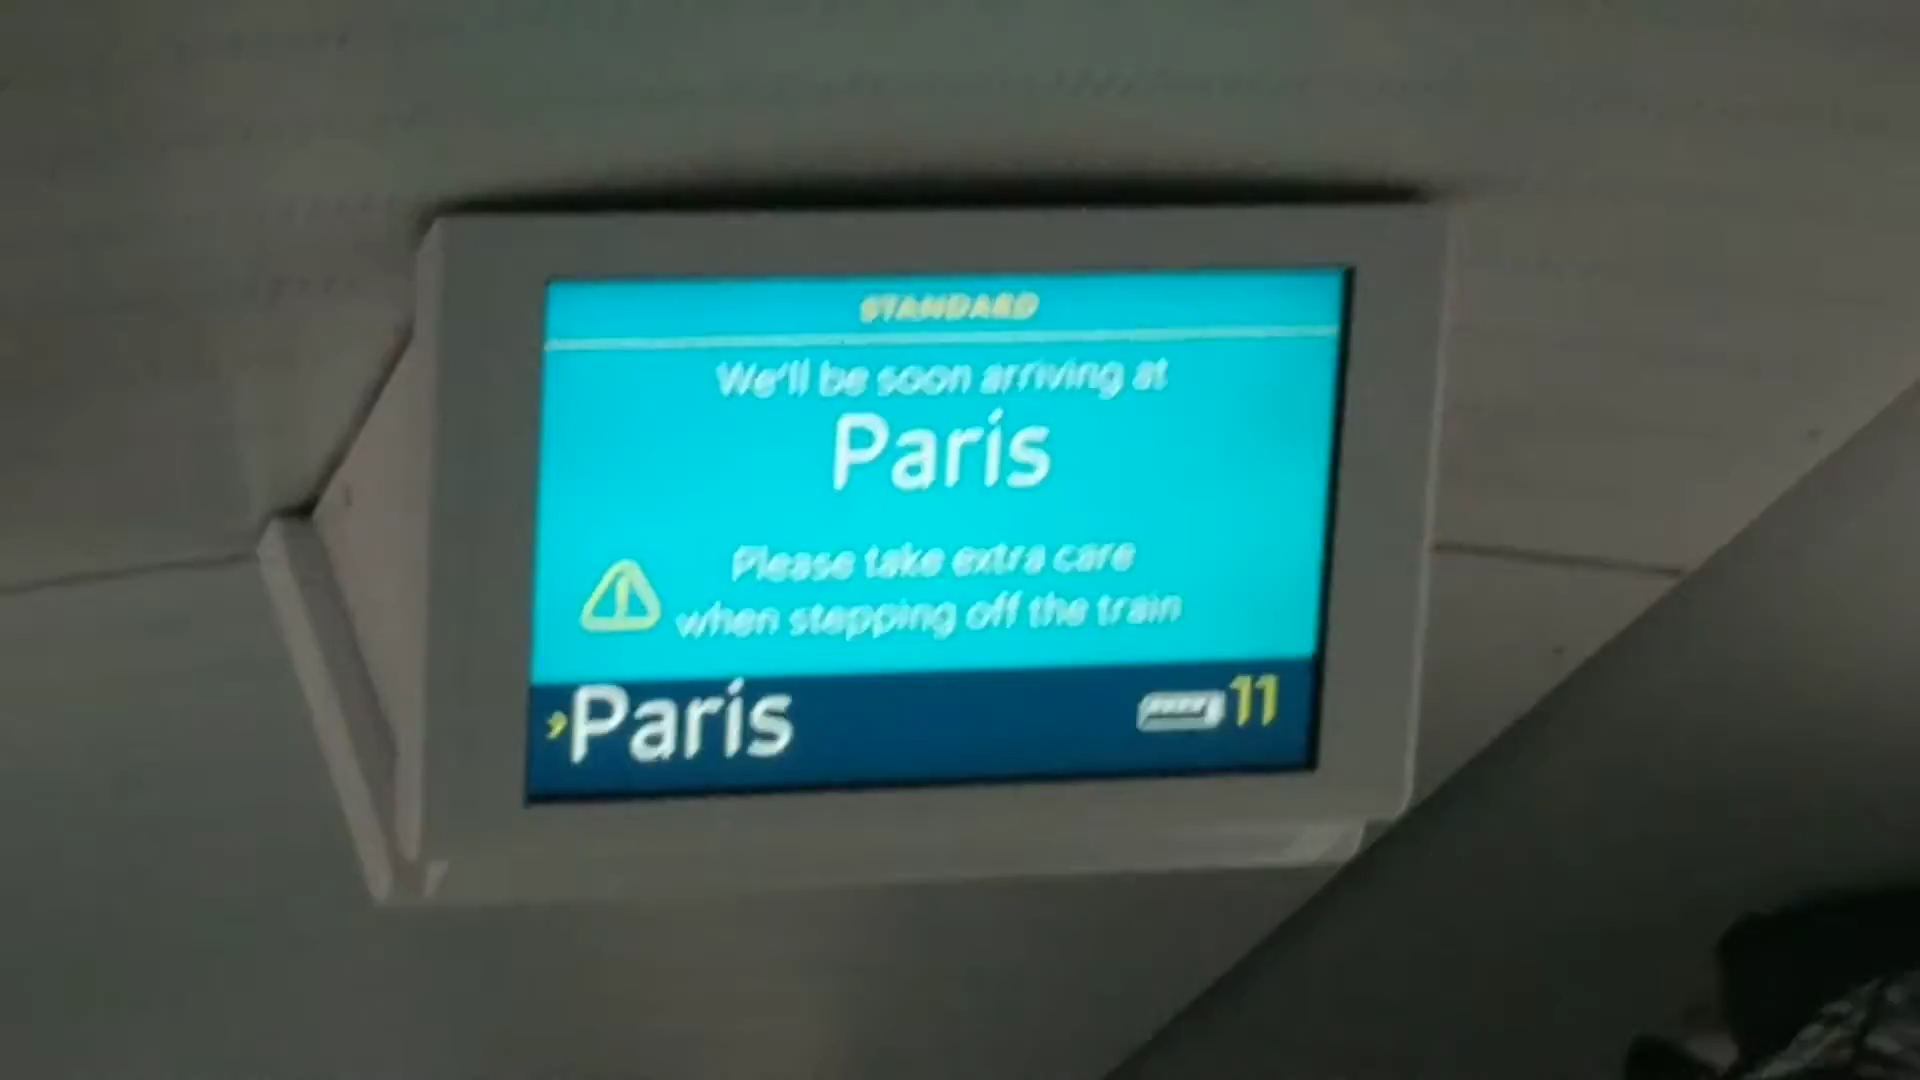 STANDARD
We'll be soon arriving at
Paris
Please take extra care
when stepping off the train
Paris 11